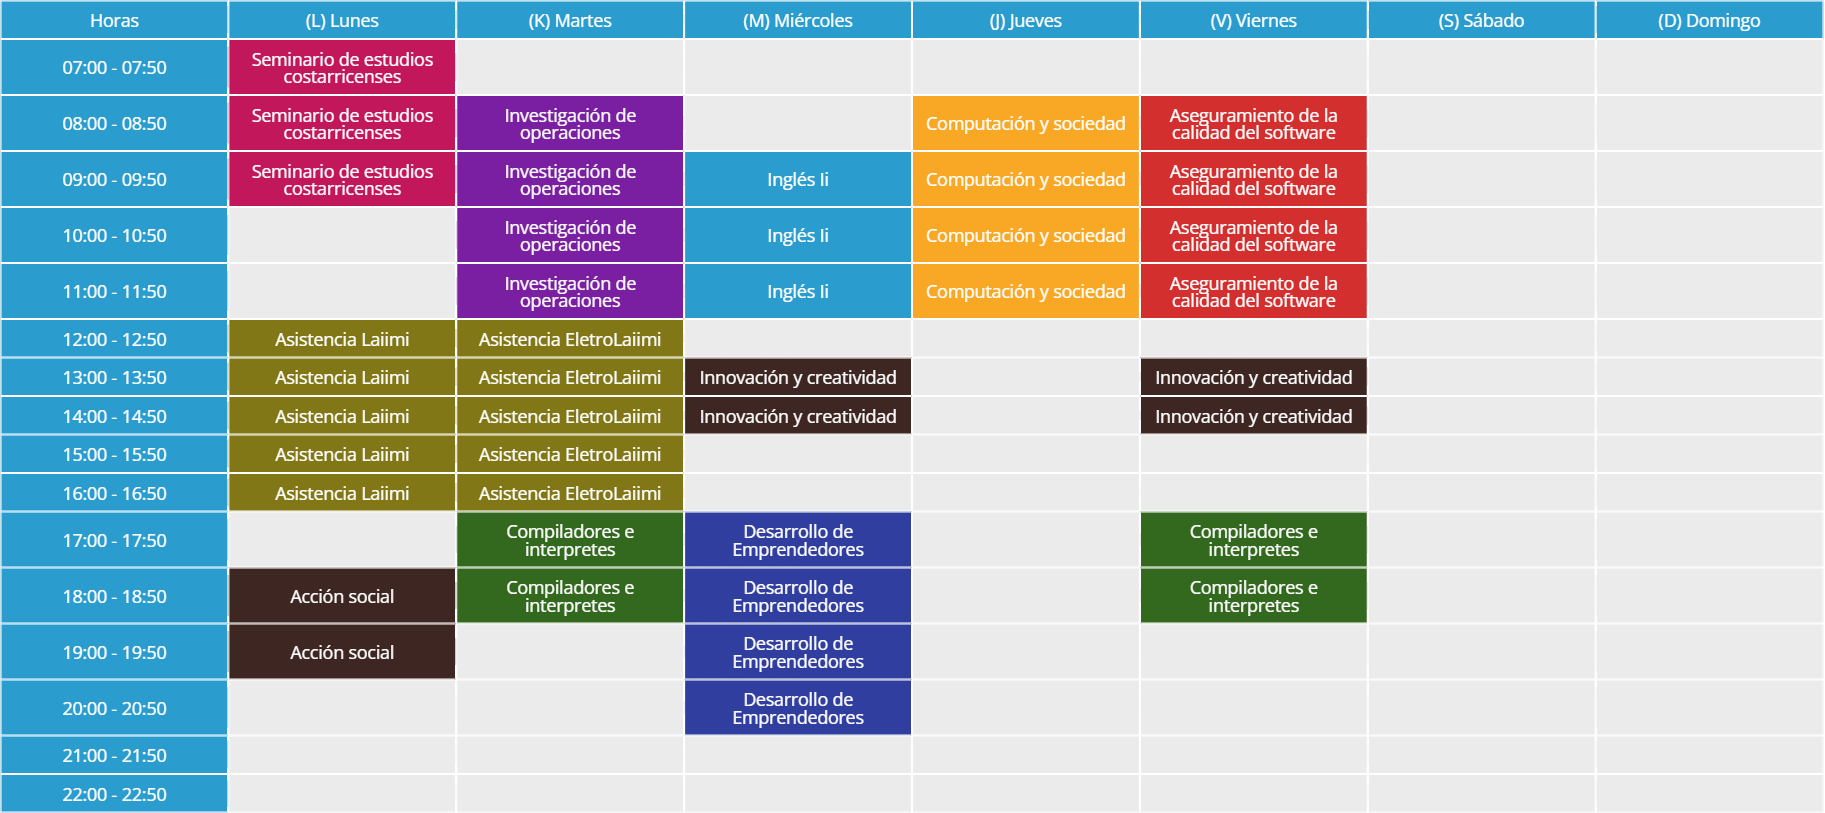 Horas
(L) Lunes
(K) Martes
(M) Miércoles
(J) Jueves
(V) Viernes
(S) Sábado
(D) Domingo
07:00 - 07:50
Seminario de estudios
costarricenses
08:00 - 08:50
Seminario de estudios
costarricenses
Investigación de
operaciones
Computación y sociedad
Aseguramiento de la
calidad del software
09:00 - 09:50
Seminario de estudios
costarricenses
Investigación de
operaciones
Inglés Ii
Computación y sociedad
Aseguramiento de la
calidad del software
10:00 - 10:50
Investigación de
operaciones
Inglés Ii
Computación y sociedad
Aseguramiento de la
calidad del software
11:00 - 11:50
Investigación de
operaciones
Inglés Ii
Computación y sociedad
Aseguramiento de la
calidad del software
12:00 - 12:50
Asistencia Laiimi
Asistencia EletroLaiimi
13:00 - 13:50
Asistencia Laiimi
Asistencia EletroLaiimi
Innovación y creatividad
Innovación y creatividad
14:00 - 14:50
Asistencia Laiimi
Asistencia EletroLaiimi
Innovación y creatividad
Innovación y creatividad
15:00 - 15:50
Asistencia Laiimi
Asistencia EletroLaiimi
16:00 - 16:50
Asistencia Laiimi
Asistencia EletroLaiimi
17:00 - 17:50
Compiladores e
interpretes
Desarrollo de
Emprendedores
Compiladores e
interpretes
18:00 - 18:50
Acción social
Compiladores e
interpretes
Desarrollo de
Emprendedores
Compiladores e
interpretes
19:00 - 19:50
Acción social
Desarrollo de
Emprendedores
20:00 - 20:50
Desarrollo de
Emprendedores
21:00 - 21:50
22:00 - 22:50